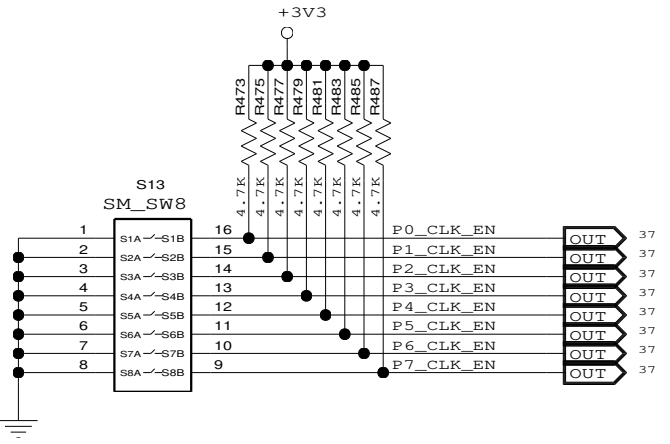 +3V3
R473
R475
R477
R479
R481
R483
R485
R487
4.7K
4.7K
4.7K
4.7K
4.7K
4.7K
4.7K
4.7K
S13
SM_SW8
1 S1A S1B 16 P0_CLK_EN OUT 37
2 S2A S2B 15 P1_CLK_EN OUT 37
3 S3A S3B 14 P2_CLK_EN OUT 37
4 S4A S4B 13 P3_CLK_EN OUT 37
5 S5A S5B 12 P4_CLK_EN OUT 37
6 S6A S6B 11 P5_CLK_EN OUT 37
7 S7A S7B 10 P6_CLK_EN OUT 37
8 S8A S8B 9 P7_CLK_EN OUT 37